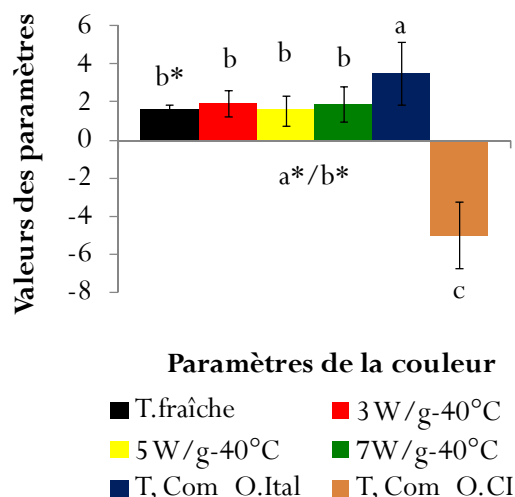 Valeurs des paramètres
6
4
2
0
-2
-4
-6
-8
b*
b
b
b
a
c
a*/b*
Paramètres de la couleur
T.fraîche
3 W/g-40°C
5 W/g-40°C
7W/g-40°C
T, Com O.Ital
T, Com O.CI